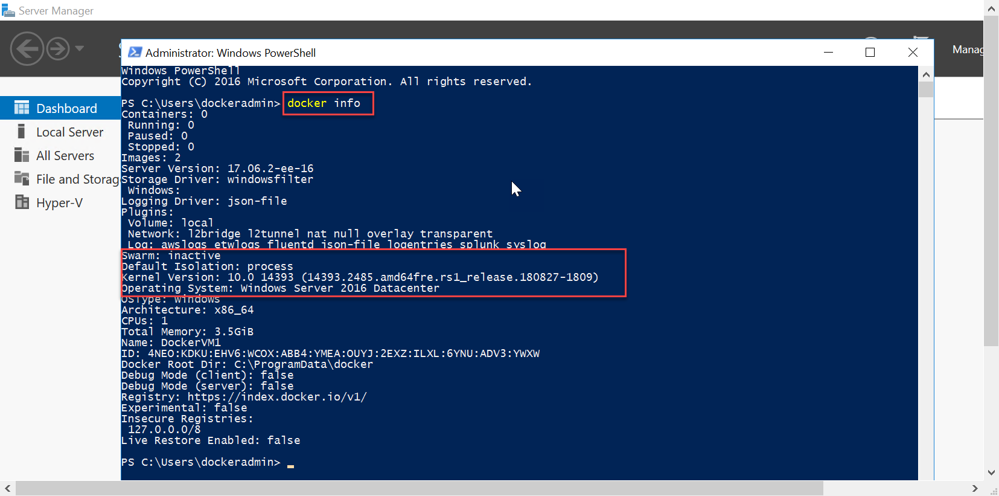 Server Manager
Manag
Administrator: Windows PowerShell
Dashboard
Local Server
All Servers
File and Storag
Hyper-V
Windows PowerShell
Copyright (C) 2016 Microsoft Corporation. All rights reserved.
PS C:\Users\dockeradmin> docker info
Containers: 0
Running: 0
Paused: 0
Stopped: 0
Images: 2
Server Version: 17.06.2-ee-16
Storage Driver: windowsfilter
Windows:
Logging Driver: json-file
Plugins:
Volume: local
Network: l2bridge l2tunnel nat null overlay transparent
Log: awslogs etwlogs fluentd json-file logentries splunk syslog
Swarm: inactive
Default Isolation: process
Kernel Version: 10.0 14393 (14393.2485.amd64fre.rs1_release.180827-1809)
Operating System: Windows Server 2016 Datacenter
OSType: windows
Architecture: x86_64
CPUs: 1
Total Memory: 3.5GiB
Name: DockerVM1
ID: 4NEO:KDKU:EHV6:WCOX:ABB4:YMEA:OUYJ:2EXZ:ILXL:6YNU:ADV3:YWXW
Docker Root Dir: C:\ProgramData\docker
Debug Mode (client): false
Debug Mode (server): false
Registry: https://index.docker.io/v1/
Experimental: false
Insecure Registries:
127.0.0.0/8
Live Restore Enabled: false
PS C:\Users\dockeradmin>